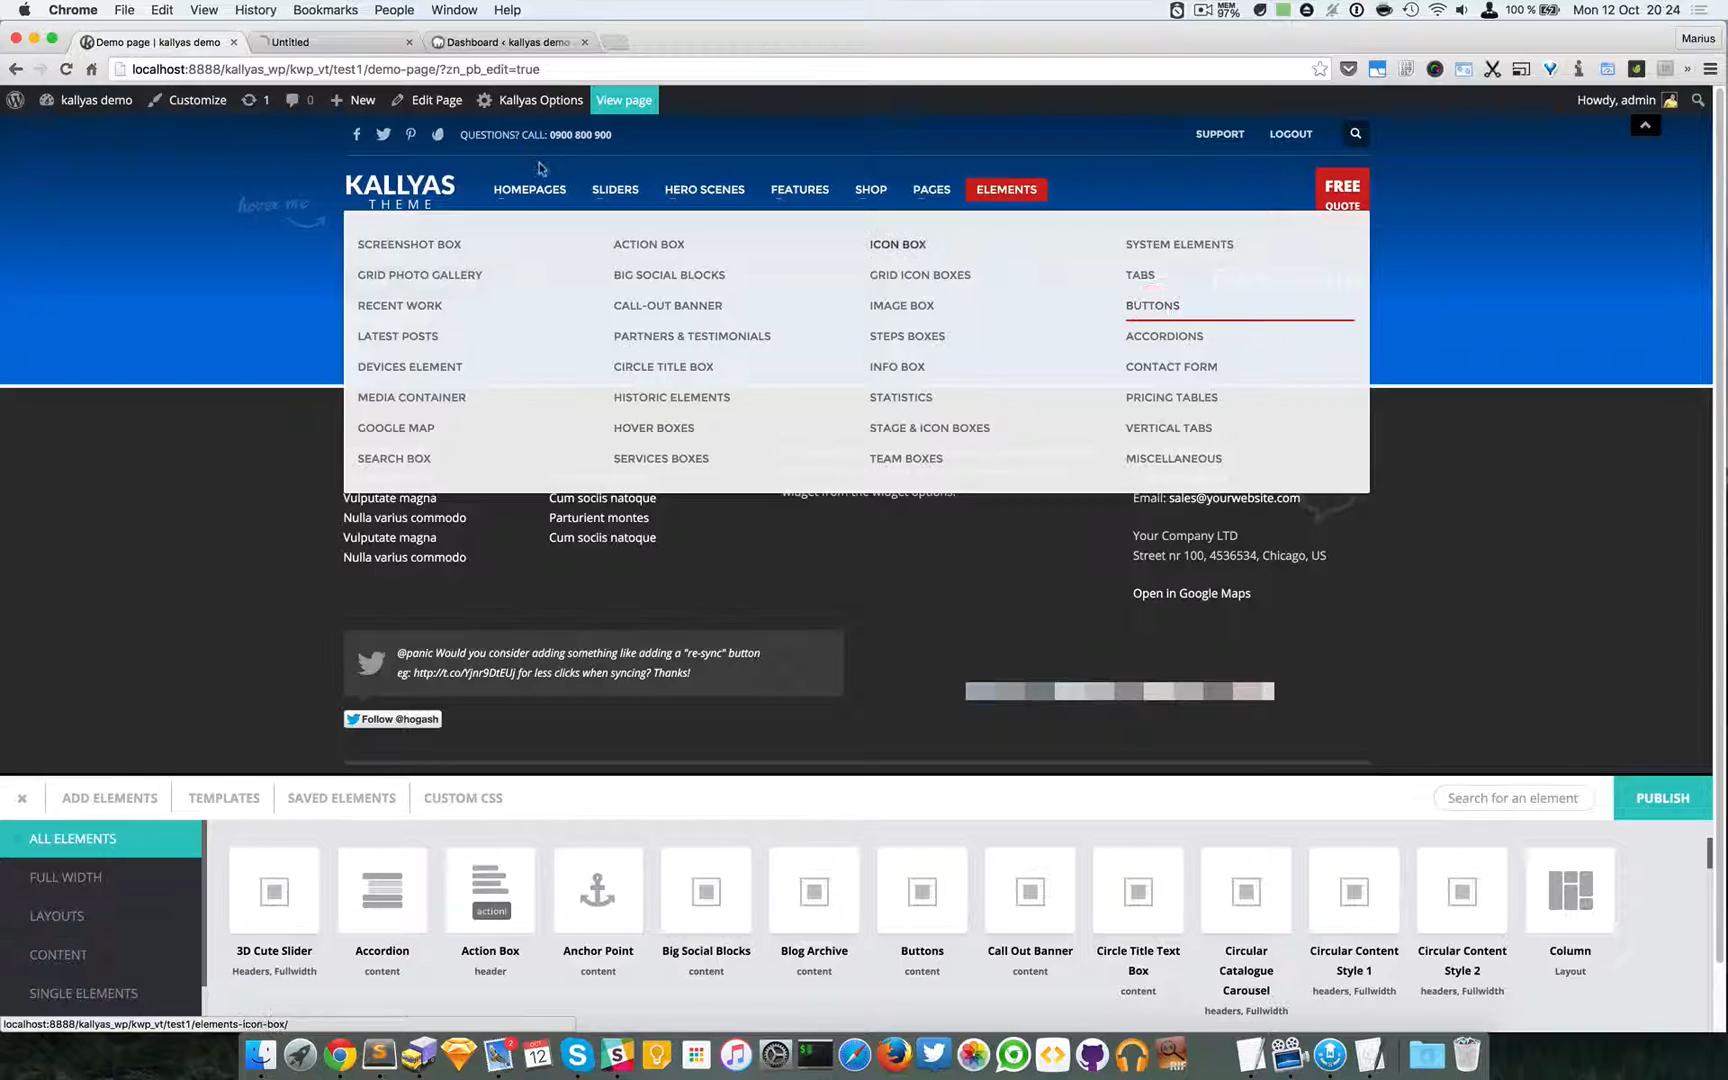 Chrome File Edit View History Bookmarks People Window Help MEM 97% 100 % Mon 12 Oct 20:24
Demo page | kallyas demo Untitled Dashboard ‹ kallyas demo Marius
localhost:8888/kallyas_wp/kwp_vt/test1/demo-page/?zn_pb_edit=true
kallyas demo Customize 1 0 New Edit Page Kallyas Options View page Howdy, admin
QUESTIONS? CALL: 0900 800 900 SUPPORT LOGOUT
KALLYAS
THEME
hover me
HOMEPAGES SLIDERS HERO SCENES FEATURES SHOP PAGES ELEMENTS
FREE
QUOTE
SCREENSHOT BOX ACTION BOX ICON BOX SYSTEM ELEMENTS
GRID PHOTO GALLERY BIG SOCIAL BLOCKS GRID ICON BOXES TABS
RECENT WORK CALL-OUT BANNER IMAGE BOX BUTTONS
LATEST POSTS PARTNERS & TESTIMONIALS STEPS BOXES ACCORDIONS
DEVICES ELEMENT CIRCLE TITLE BOX INFO BOX CONTACT FORM
MEDIA CONTAINER HISTORIC ELEMENTS STATISTICS PRICING TABLES
GOOGLE MAP HOVER BOXES STAGE & ICON BOXES VERTICAL TABS
SEARCH BOX SERVICES BOXES TEAM BOXES MISCELLANEOUS
Vulputate magna Cum sociis natoque widget from the widget options. Email: sales@yourwebsite.com
Nulla varius commodo Parturient montes
Vulputate magna Cum sociis natoque Your Company LTD
Nulla varius commodo Street nr 100, 4536534, Chicago, US
Open in Google Maps
@panic Would you consider adding something like adding a "re-sync" button
eg: http://t.co/Yjnr9DtEUj for less clicks when syncing? Thanks!
Follow @hogash
ADD ELEMENTS TEMPLATES SAVED ELEMENTS CUSTOM CSS Search for an element PUBLISH
ALL ELEMENTS
FULL WIDTH
LAYOUTS
CONTENT
SINGLE ELEMENTS
action!
3D Cute Slider Accordion Action Box Anchor Point Big Social Blocks Blog Archive Buttons Call Out Banner Circle Title Text Box Circular Catalogue Carousel Circular Content Style 1 Circular Content Style 2 Column
Headers, Fullwidth content header content content content content content content headers, Fullwidth headers, Fullwidth headers, Fullwidth Layout
localhost:8888/kallyas_wp/kwp_vt/test1/elements-icon-box/
2
OCT
12
RIF